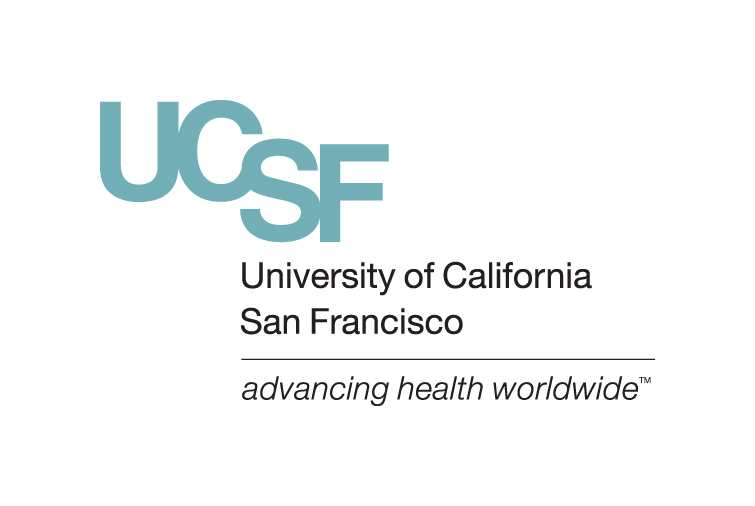 UCSF
University of California
San Francisco
advancing health worldwide™